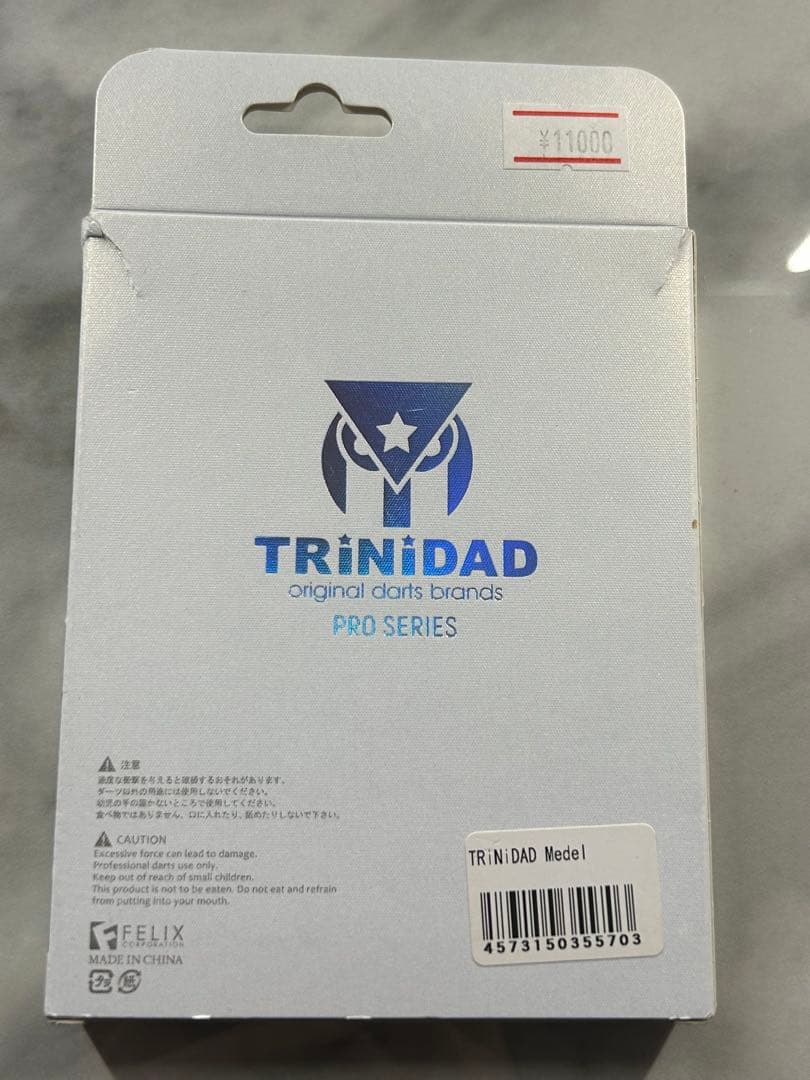 ¥11000
TRiNiDAD
original darts brands
PRO SERIES
注意
過度な衝撃を与えると破損するおそれがあります。
ダーツ以外の用途には使用しないでください。
幼児の手の届かないところで使用してください。
食べ物ではありません、口に入れたり、舐めたりしないで下さい。
CAUTION
Excessive force can lead to damage.
Professional darts use only.
Keep out of reach of small children.
This product is not to be eaten. Do not eat and refrain
from putting into your mouth.
FELIX
CORPORATION
MADE IN CHINA
プラ 紙
TRiNiDAD Medel
4573150355703